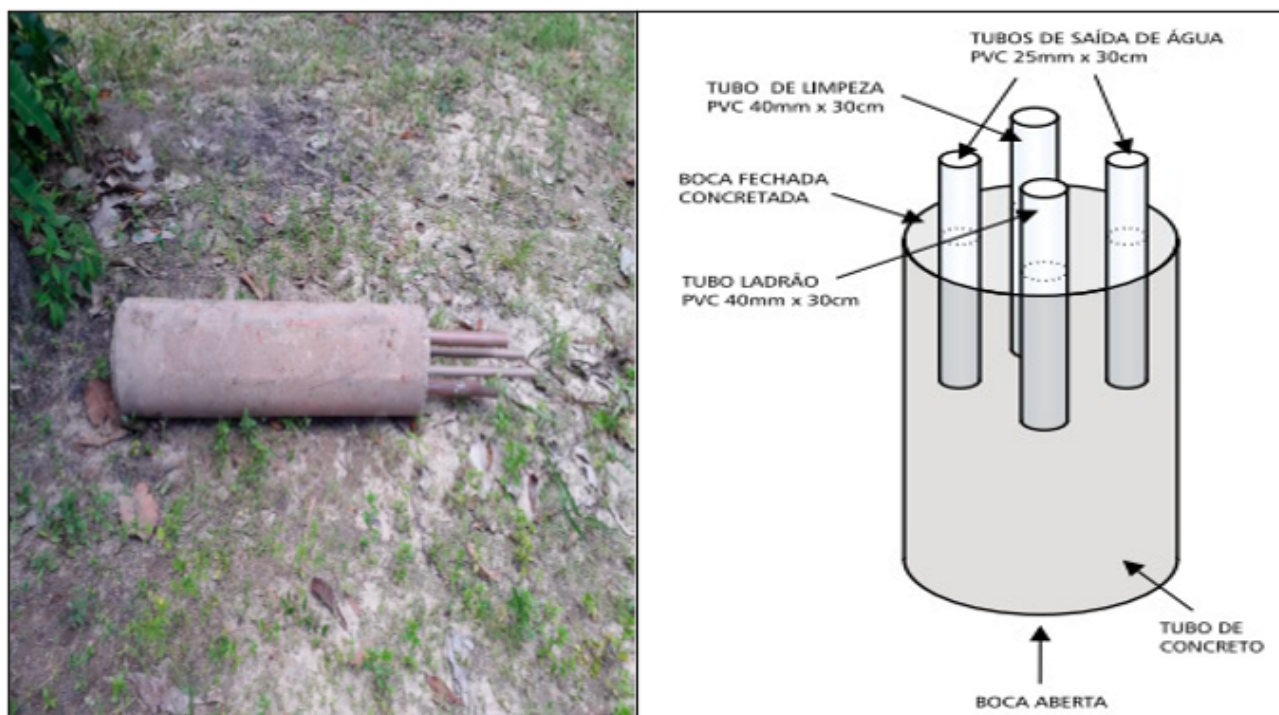 TUBOS DE SAÍDA DE ÁGUA
PVC 25mm x 30cm
TUBO DE LIMPEZA
PVC 40mm x 30cm
BOCA FECHADA
CONCRETADA
TUBO LADRÃO
PVC 40mm x 30cm
TUBO DE
CONCRETO
BOCA ABERTA